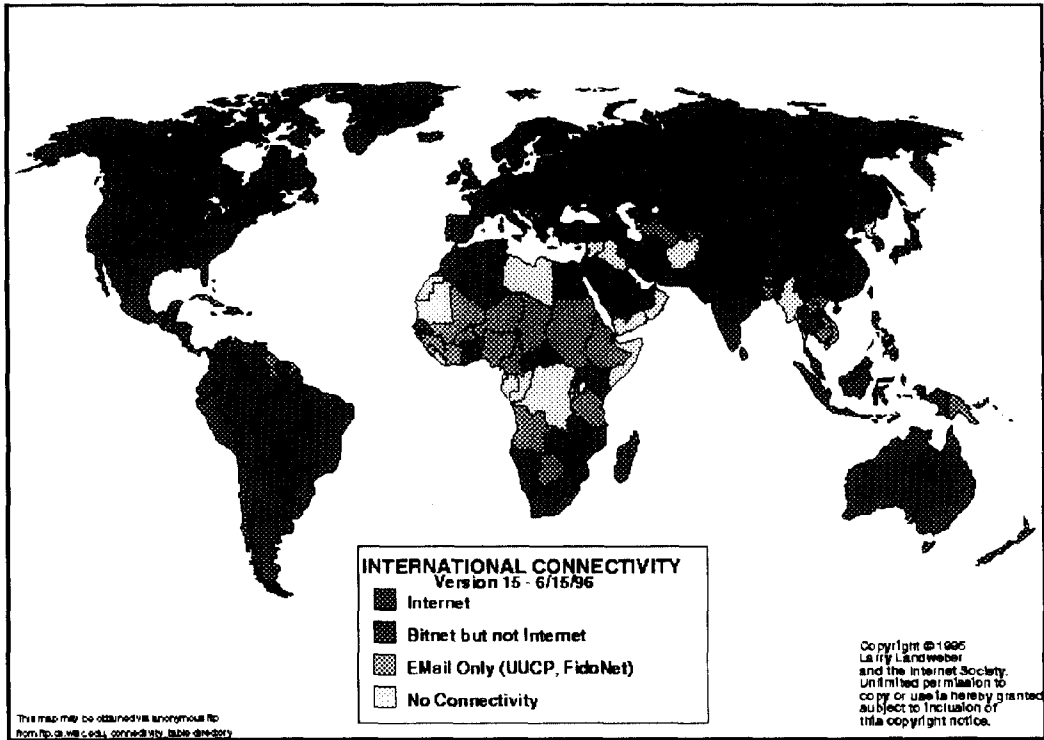 INTERNATIONAL CONNECTIVITY
Version 15 - 6/15/96
Internet
Bitnet but not Internet
EMail Only (UUCP, FidoNet)
No Connectivity
Copyright © 1996
Larry Landweber
and the Internet Society.
Unlimited permission to
copy or use is hereby granted
subject to inclusion of
this copyright notice.
This map may be obtained via anonymous ftp
from ftp.cs.wisc.edu, connectivity_table directory